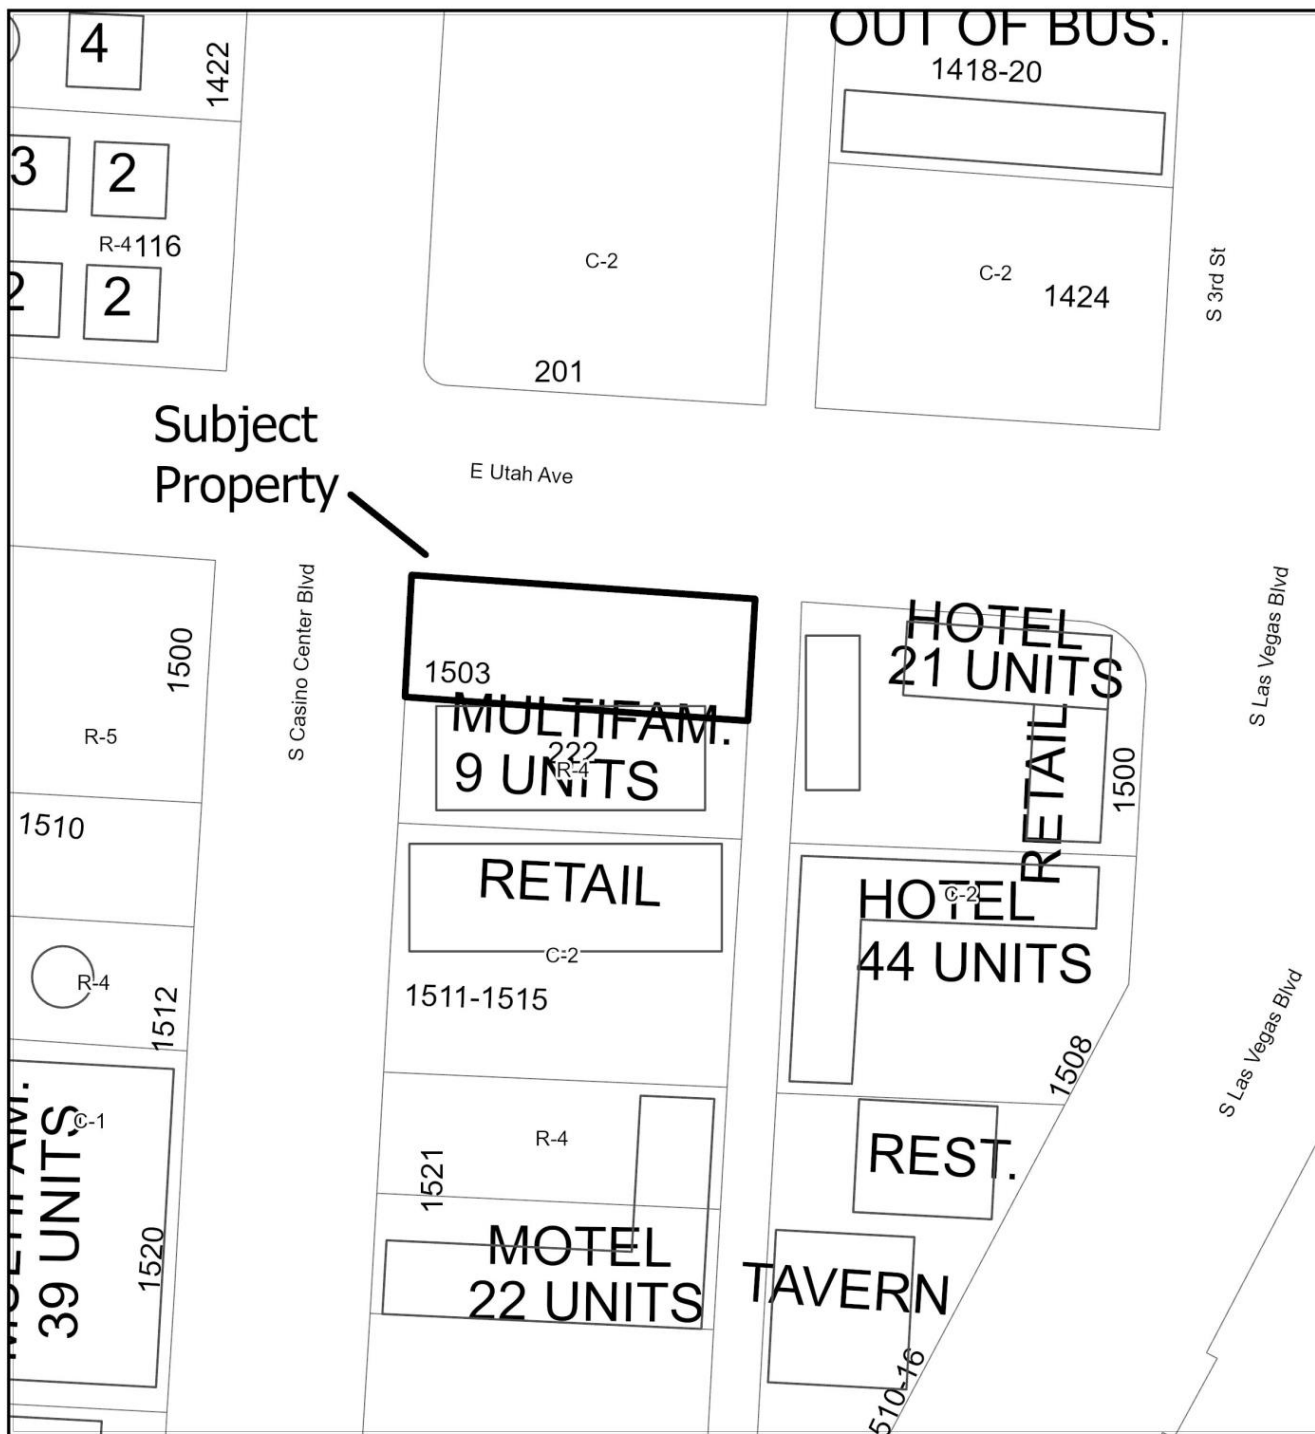 OUT OF BUS.
1418-20
4
1422
3
2
R-4
116
2
2
C-2
201
C-2
1424
S 3rd St
Subject
Property
E Utah Ave
S Casino Center Blvd
1500
R-5
1510
R-4
1512
C-1
39 UNITS
1520
1503
MULTIFAM.
222
R-4
9 UNITS
RETAIL
C-2
1511-1515
R-4
1521
MOTEL
22 UNITS
HOTEL
21 UNITS
RETAIL
1500
S Las Vegas Blvd
HOTEL
C-2
44 UNITS
1508
S Las Vegas Blvd
REST.
TAVERN
510-16